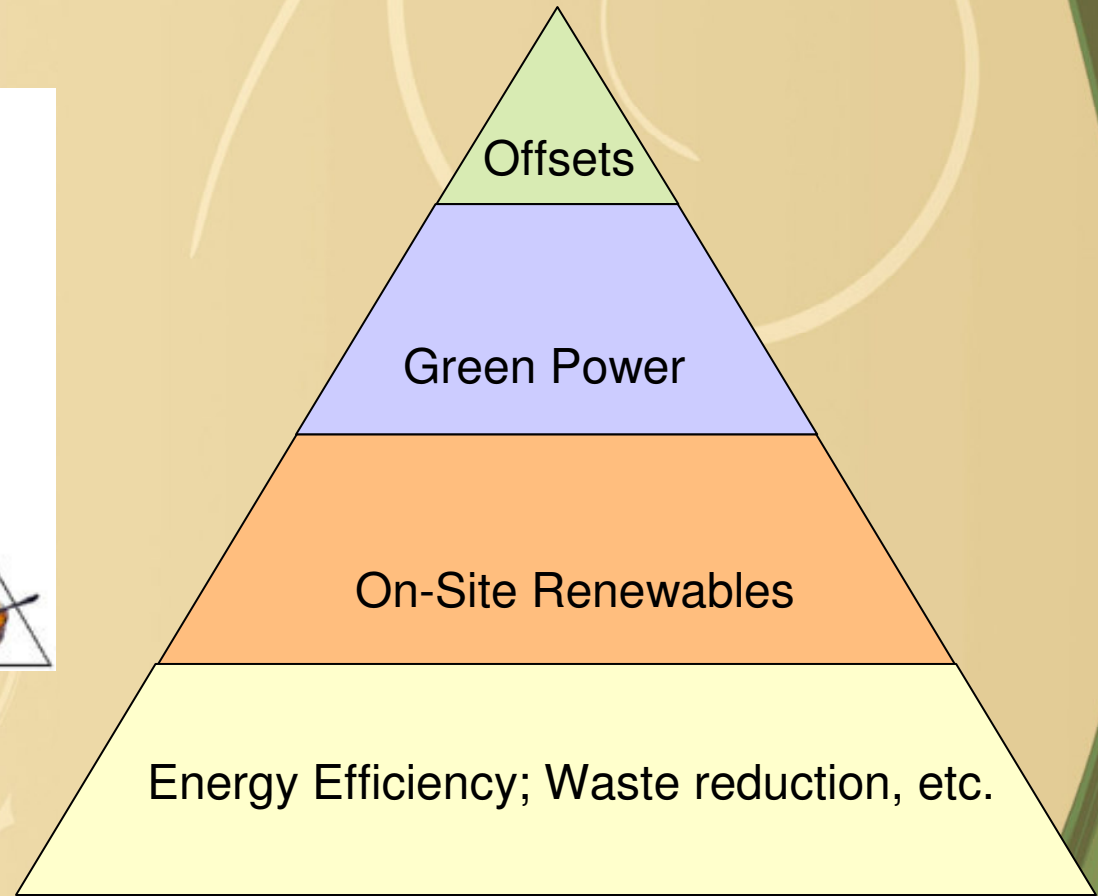 Offsets
Green Power
On-Site Renewables
Energy Efficiency; Waste reduction, etc.